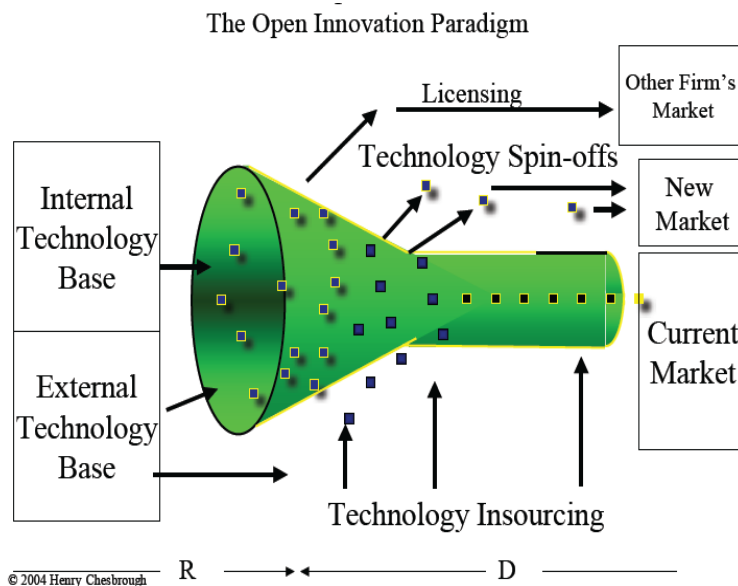 The Open Innovation Paradigm
Licensing
Other Firm's
Market
Technology Spin-offs
New
Market
Internal
Technology
Base
External
Technology
Base
Current
Market
Technology Insourcing
R
D
© 2004 Henry Chesbrough